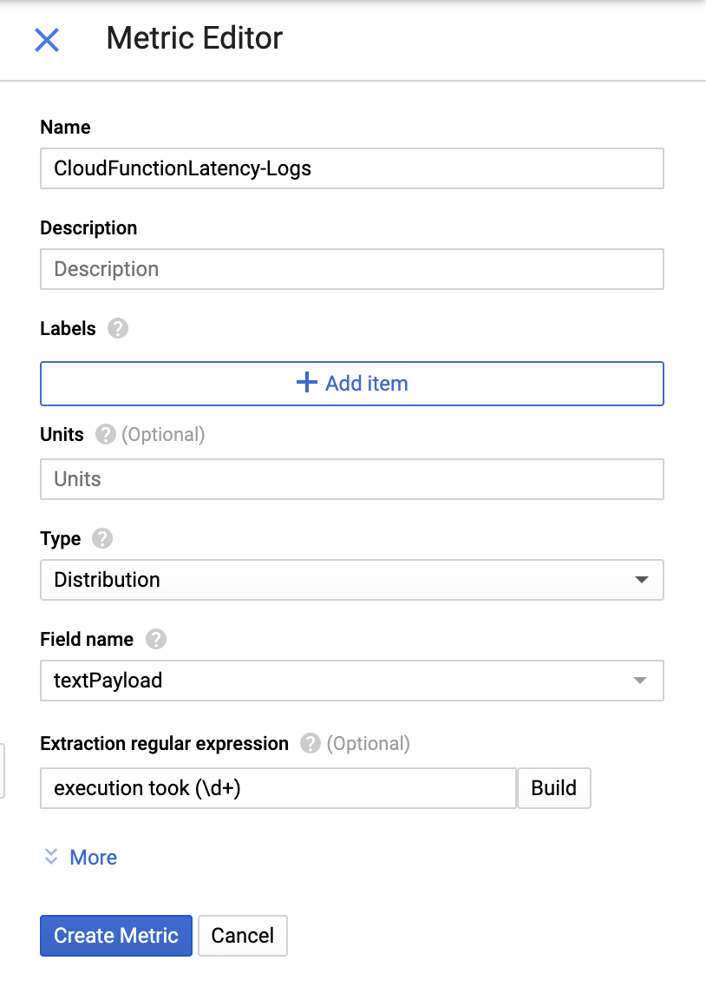 Metric Editor
Name
CloudFunctionLatency-Logs
Description
Description
Labels ?
+ Add item
Units ? (Optional)
Units
Type ?
Distribution
Field name ?
textPayload
Extraction regular expression ? (Optional)
execution took (\d+) Build
More
Create Metric Cancel